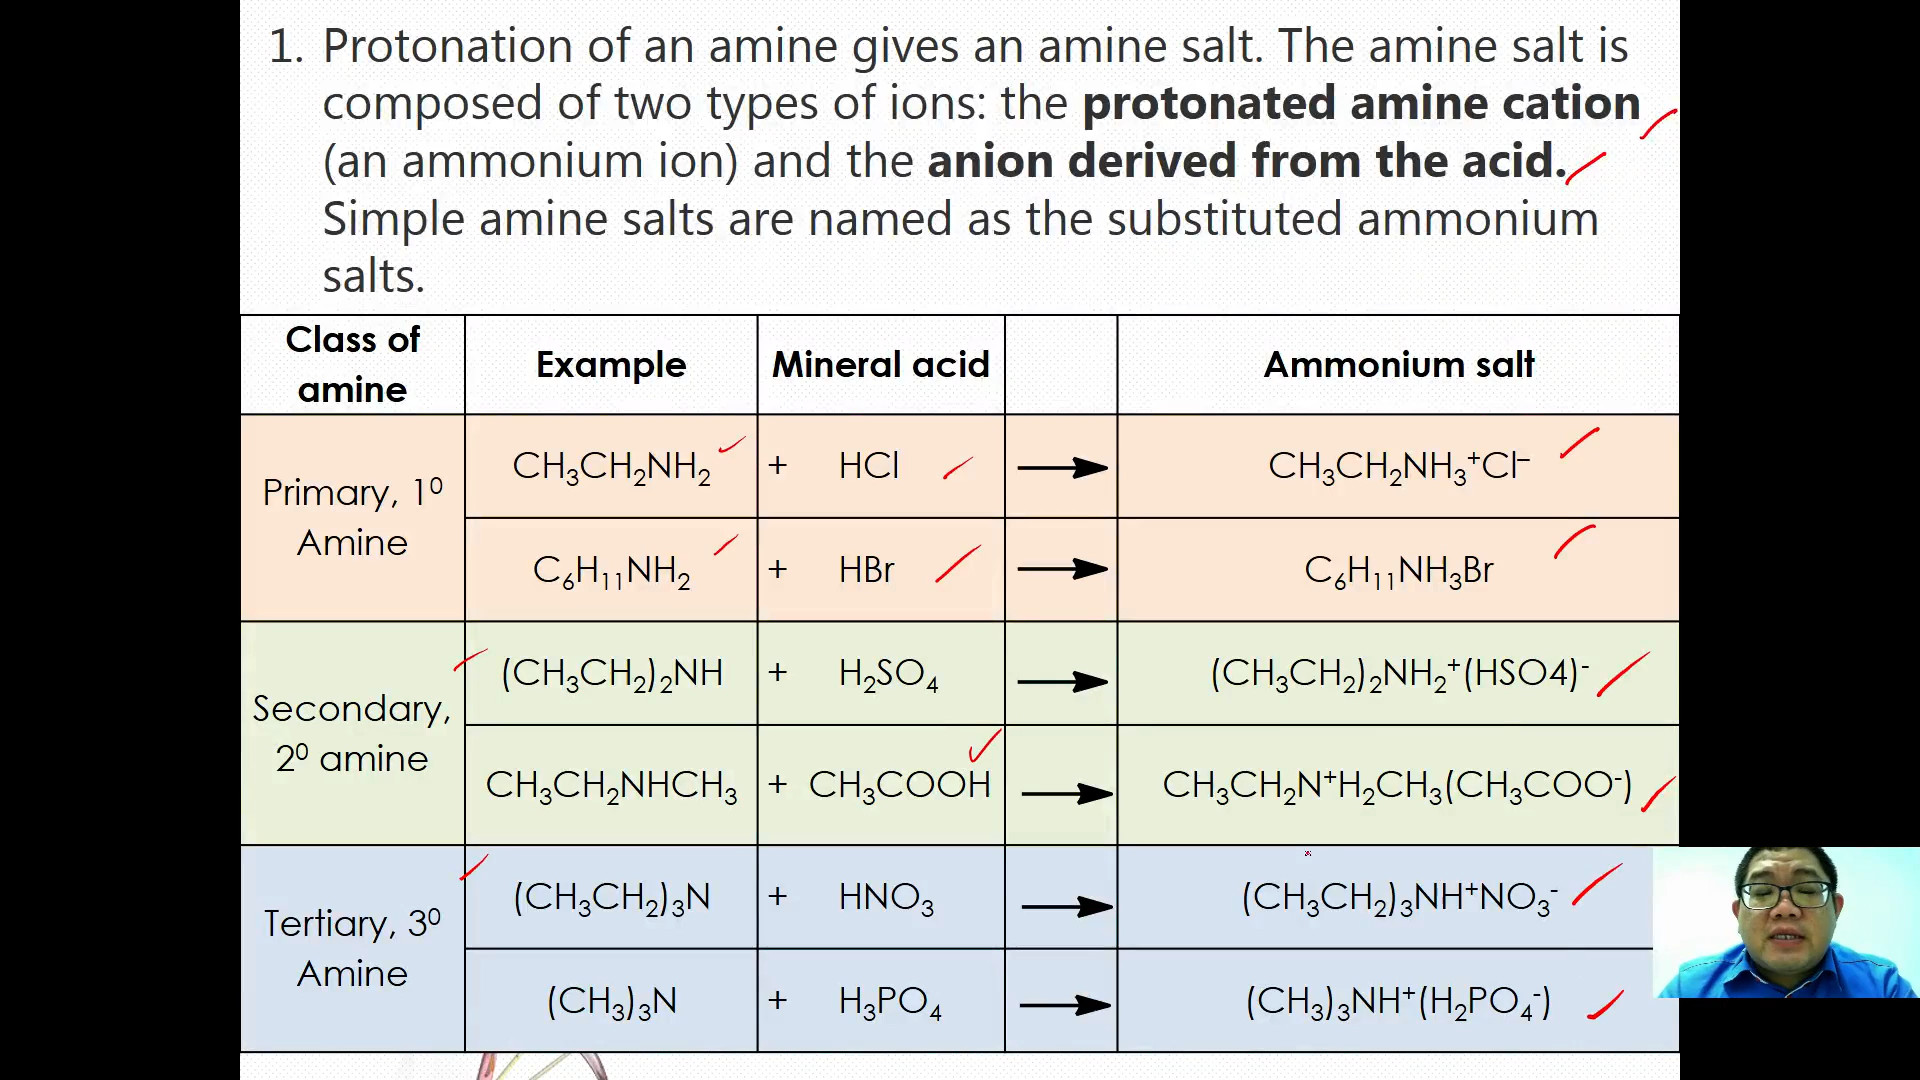 1. Protonation of an amine gives an amine salt. The amine salt is
composed of two types of ions: the protonated amine cation
(an ammonium ion) and the anion derived from the acid.
Simple amine salts are named as the substituted ammonium
salts.
Class of amine Example Mineral acid Ammonium salt
Primary, 1⁰ Amine
CH₃CH₂NH₂ + HCl → CH₃CH₂NH₃⁺Cl⁻
C₆H₁₁NH₂ + HBr → C₆H₁₁NH₃Br
Secondary, 2⁰ amine
(CH₃CH₂)₂NH + H₂SO₄ → (CH₃CH₂)₂NH₂⁺(HSO4)⁻
CH₃CH₂NHCH₃ + CH₃COOH → CH₃CH₂N⁺H₂CH₃(CH₃COO⁻)
Tertiary, 3⁰ Amine
(CH₃CH₂)₃N + HNO₃ → (CH₃CH₂)₃NH⁺NO₃⁻
(CH₃)₃N + H₃PO₄ → (CH₃)₃NH⁺(H₂PO₄⁻)